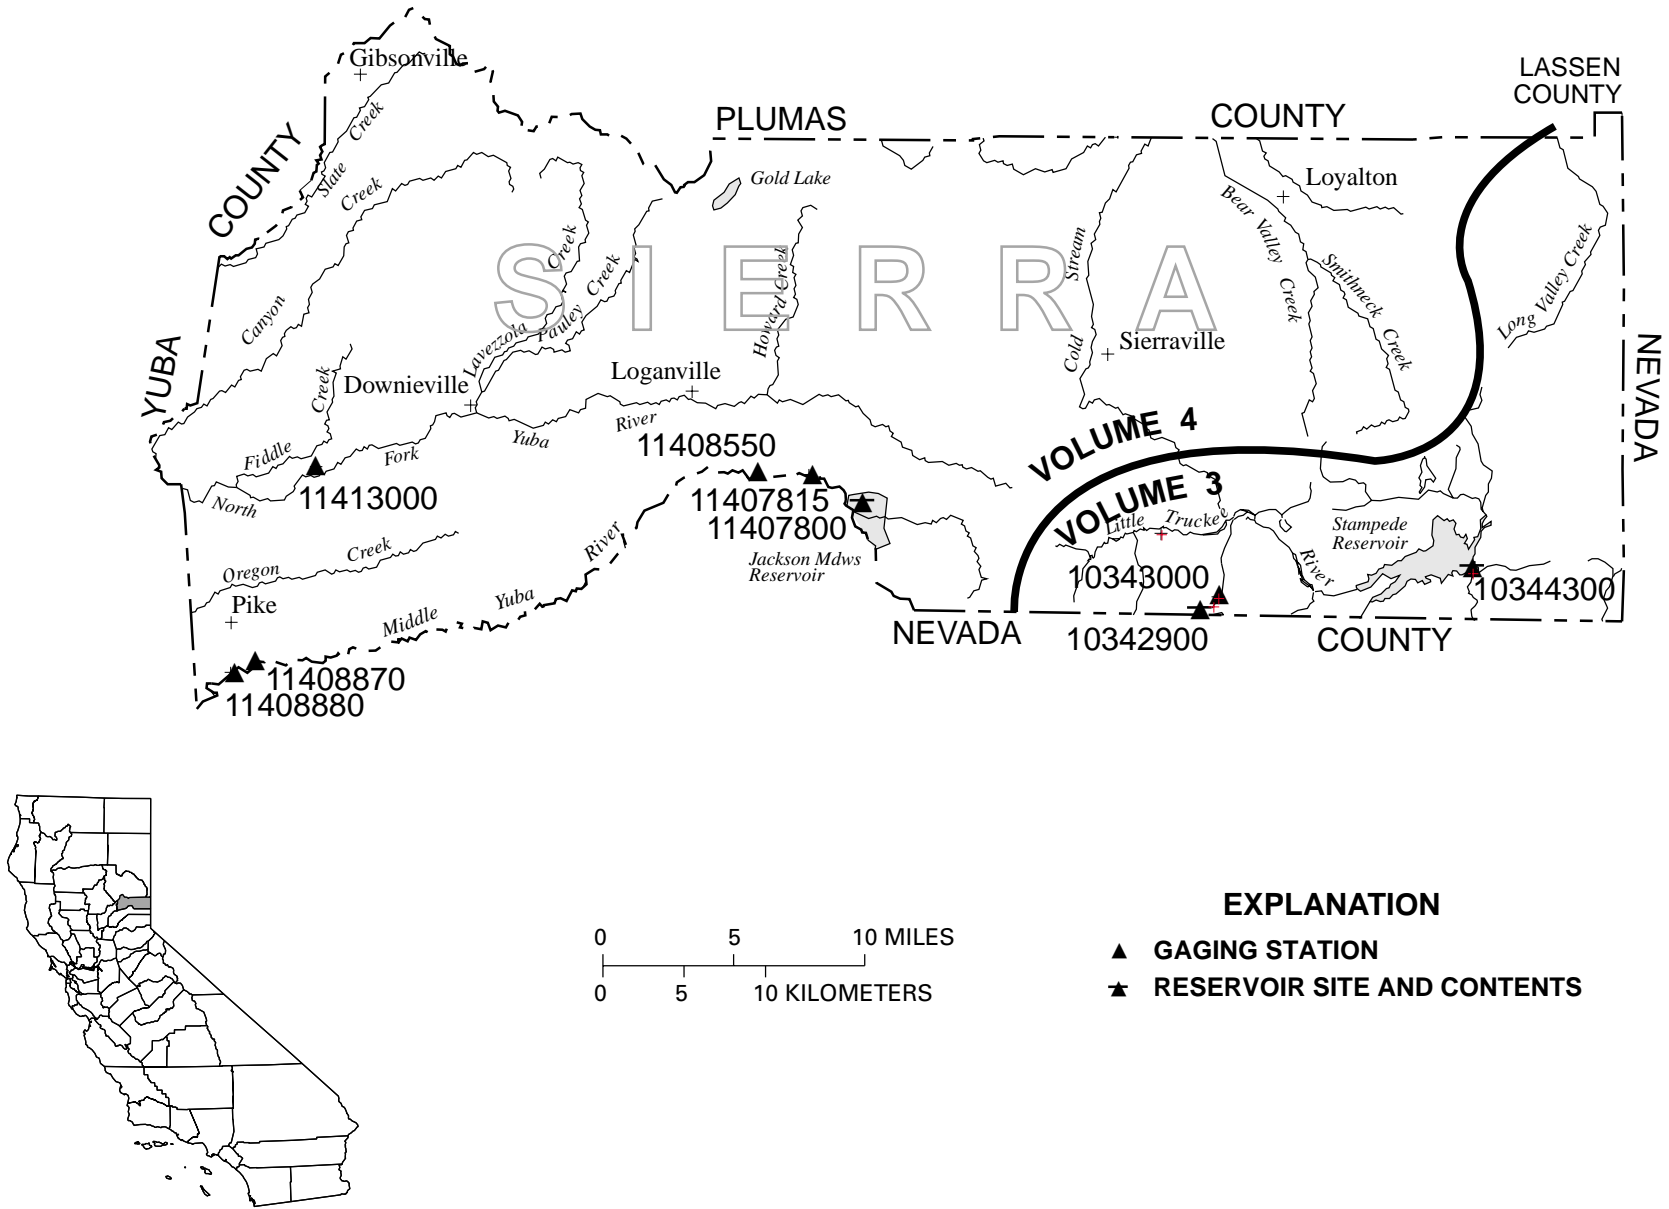 LASSEN
COUNTY
PLUMAS
COUNTY
Gibsonville
COUNTY
Slate
Creek
Canyon
Creek
Gold Lake
Loyalton
Bear Valley
Creek
Smithneck
Creek
Long Valley Creek
SIERRA
Lavezzola
Creek
Pauley
Creek
Howard Creek
Cold
Stream
Sierraville
YUBA
NEVADA
Fiddle
Creek
Downieville
Loganville
North
Fork
Yuba
River
VOLUME 4
VOLUME 3
11408550
11413000
11407815
11407800
Jackson Mdws
Reservoir
Little
Truckee
River
Stampede
Reservoir
10343000
10344300
10342900
NEVADA
COUNTY
Oregon
Creek
Pike
Middle
Yuba
River
11408870
11408880
0
5
10 MILES
0
5
10 KILOMETERS
EXPLANATION
GAGING STATION
RESERVOIR SITE AND CONTENTS